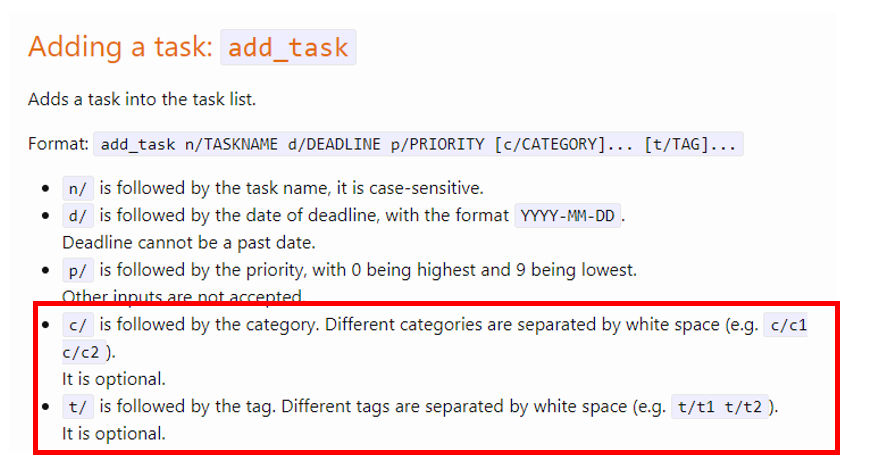 Adding a task: add_task
Adds a task into the task list.
Format: add_task n/TASKNAME d/DEADLINE p/PRIORITY [c/CATEGORY]... [t/TAG]...
n/ is followed by the task name, it is case-sensitive.
d/ is followed by the date of deadline, with the format YYYY-MM-DD.
Deadline cannot be a past date.
p/ is followed by the priority, with 0 being highest and 9 being lowest.
Other inputs are not accepted.
c/ is followed by the category. Different categories are separated by white space (e.g. c/c1
c/c2).
It is optional.
t/ is followed by the tag. Different tags are separated by white space (e.g. t/t1 t/t2).
It is optional.